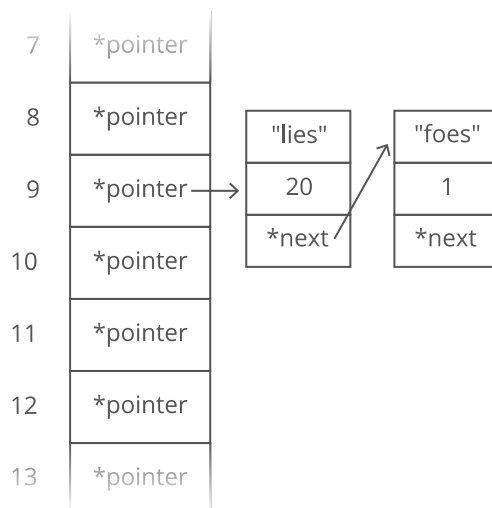 7 *pointer
8 *pointer
"lies" "foes"
9 *pointer 20 1
*next *next
10 *pointer
11 *pointer
12 *pointer
13 *pointer